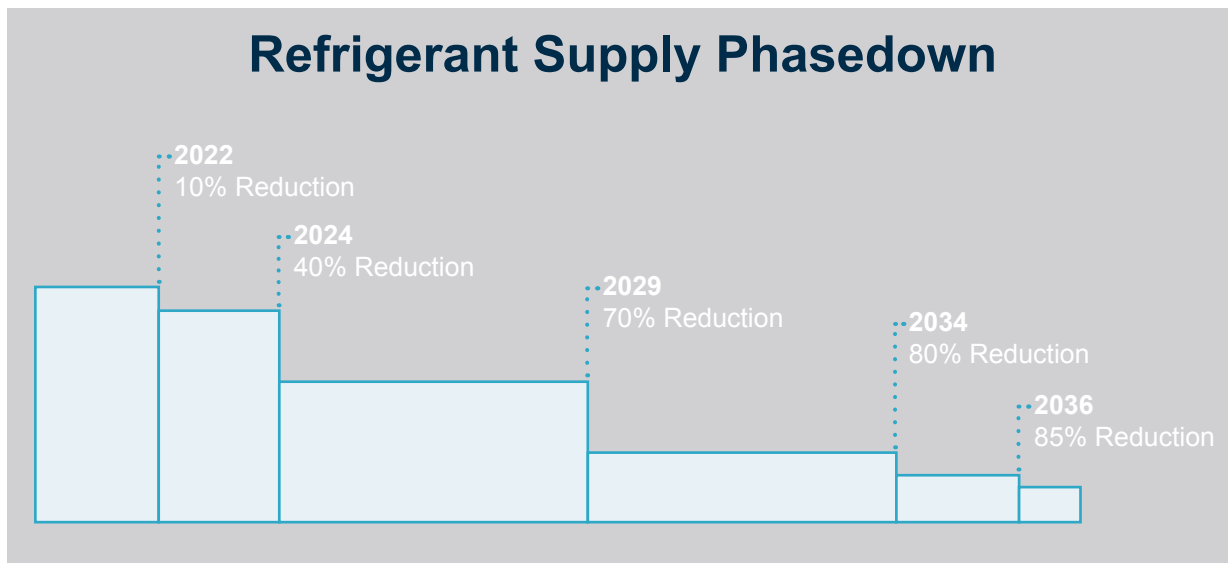 Refrigerant Supply Phasedown
2022
10% Reduction
2024
40% Reduction
2029
70% Reduction
2034
80% Reduction
2036
85% Reduction